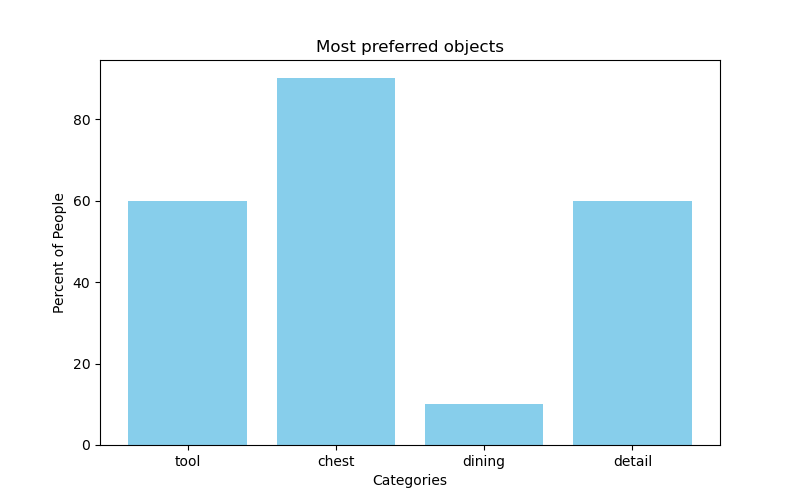 Most preferred objects
Percent of People
80
60
40
20
0
tool chest dining detail
Categories